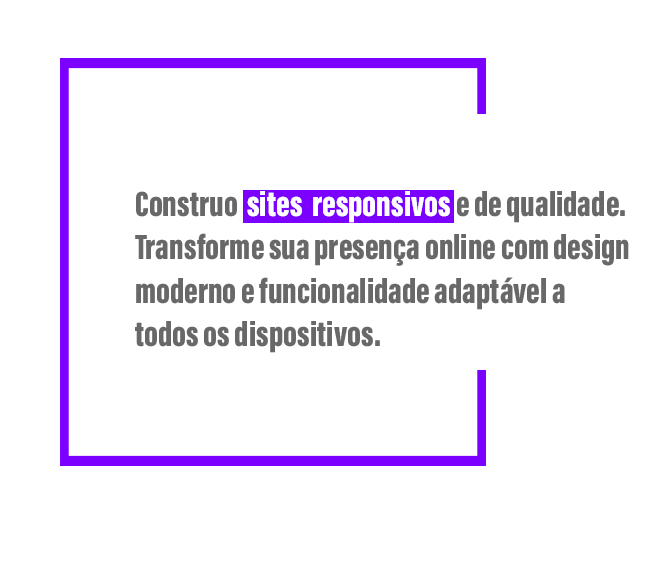 Construo sites responsivos e de qualidade.
Transforme sua presença online com design
moderno e funcionalidade adaptável a
todos os dispositivos.